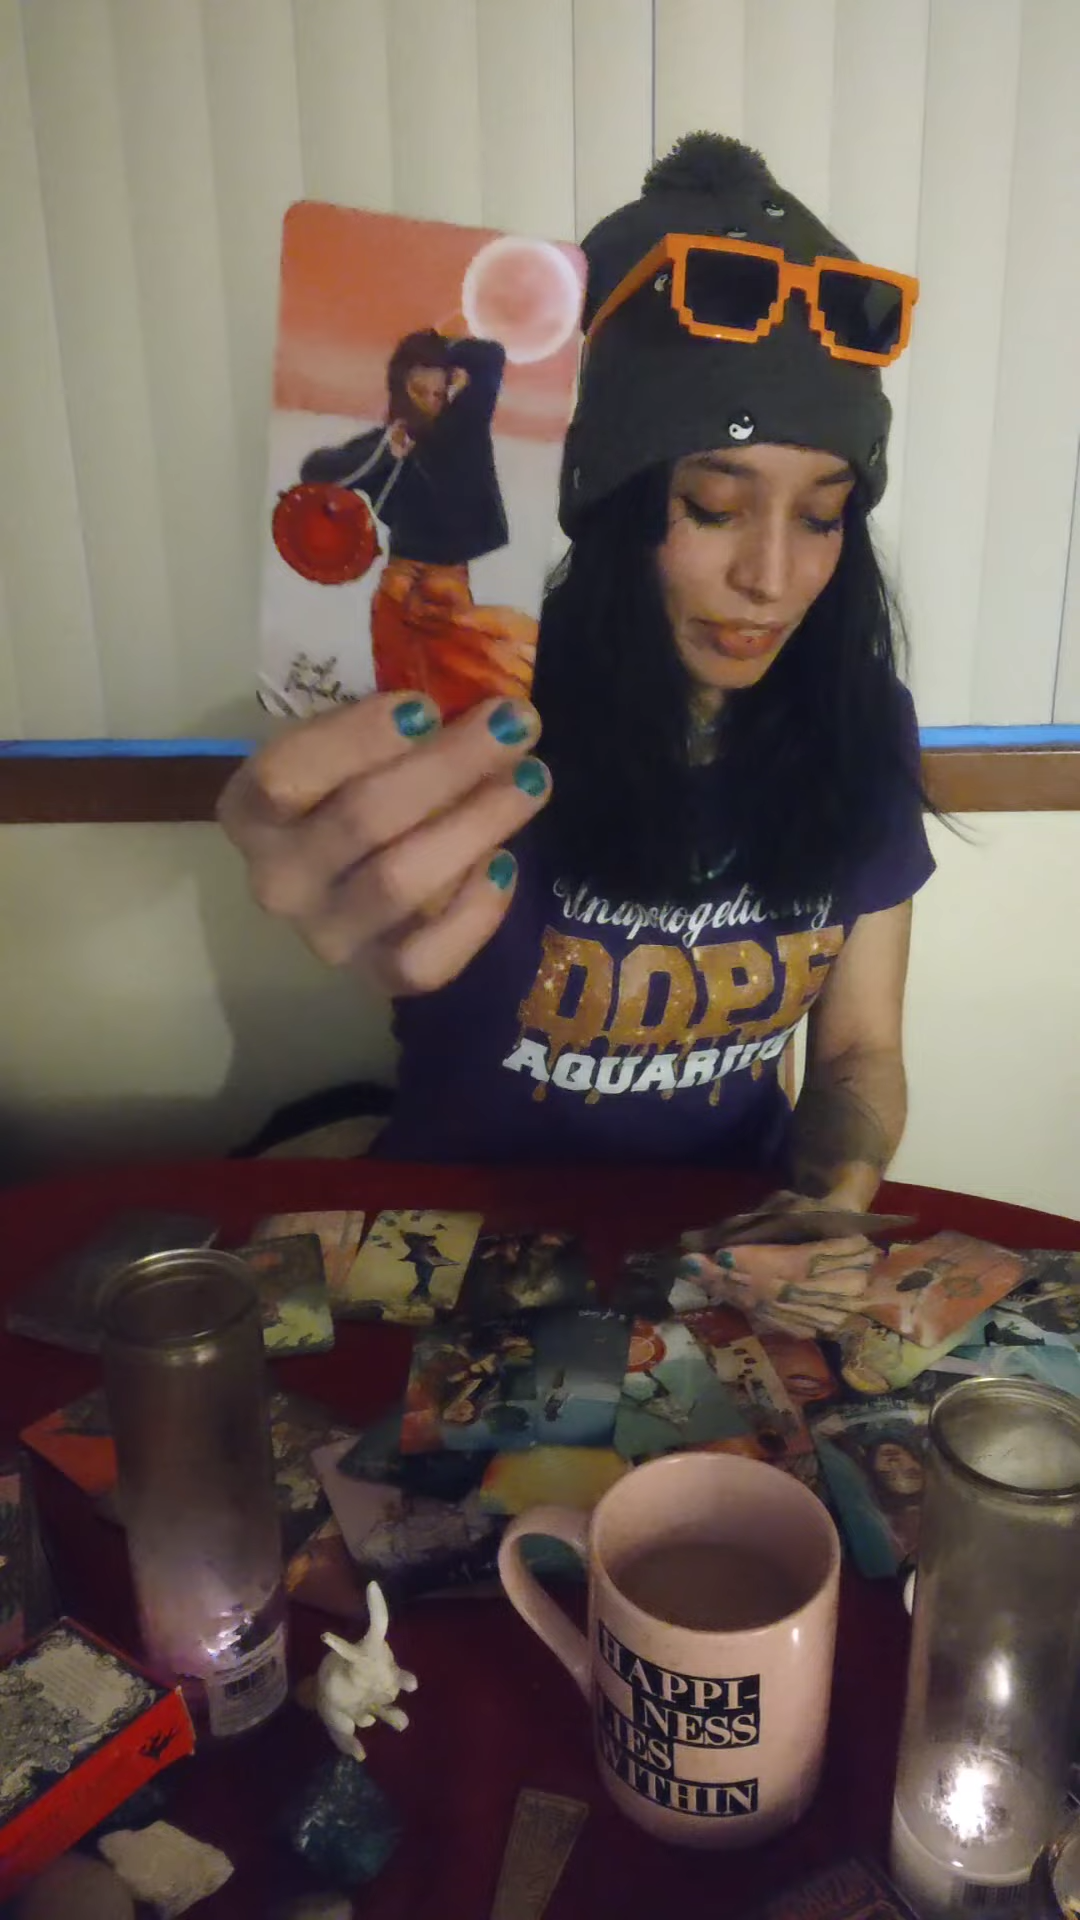 Unapologetically
DOPE
AQUARIUS
HAPPI-
NESS
LIES
WITHIN